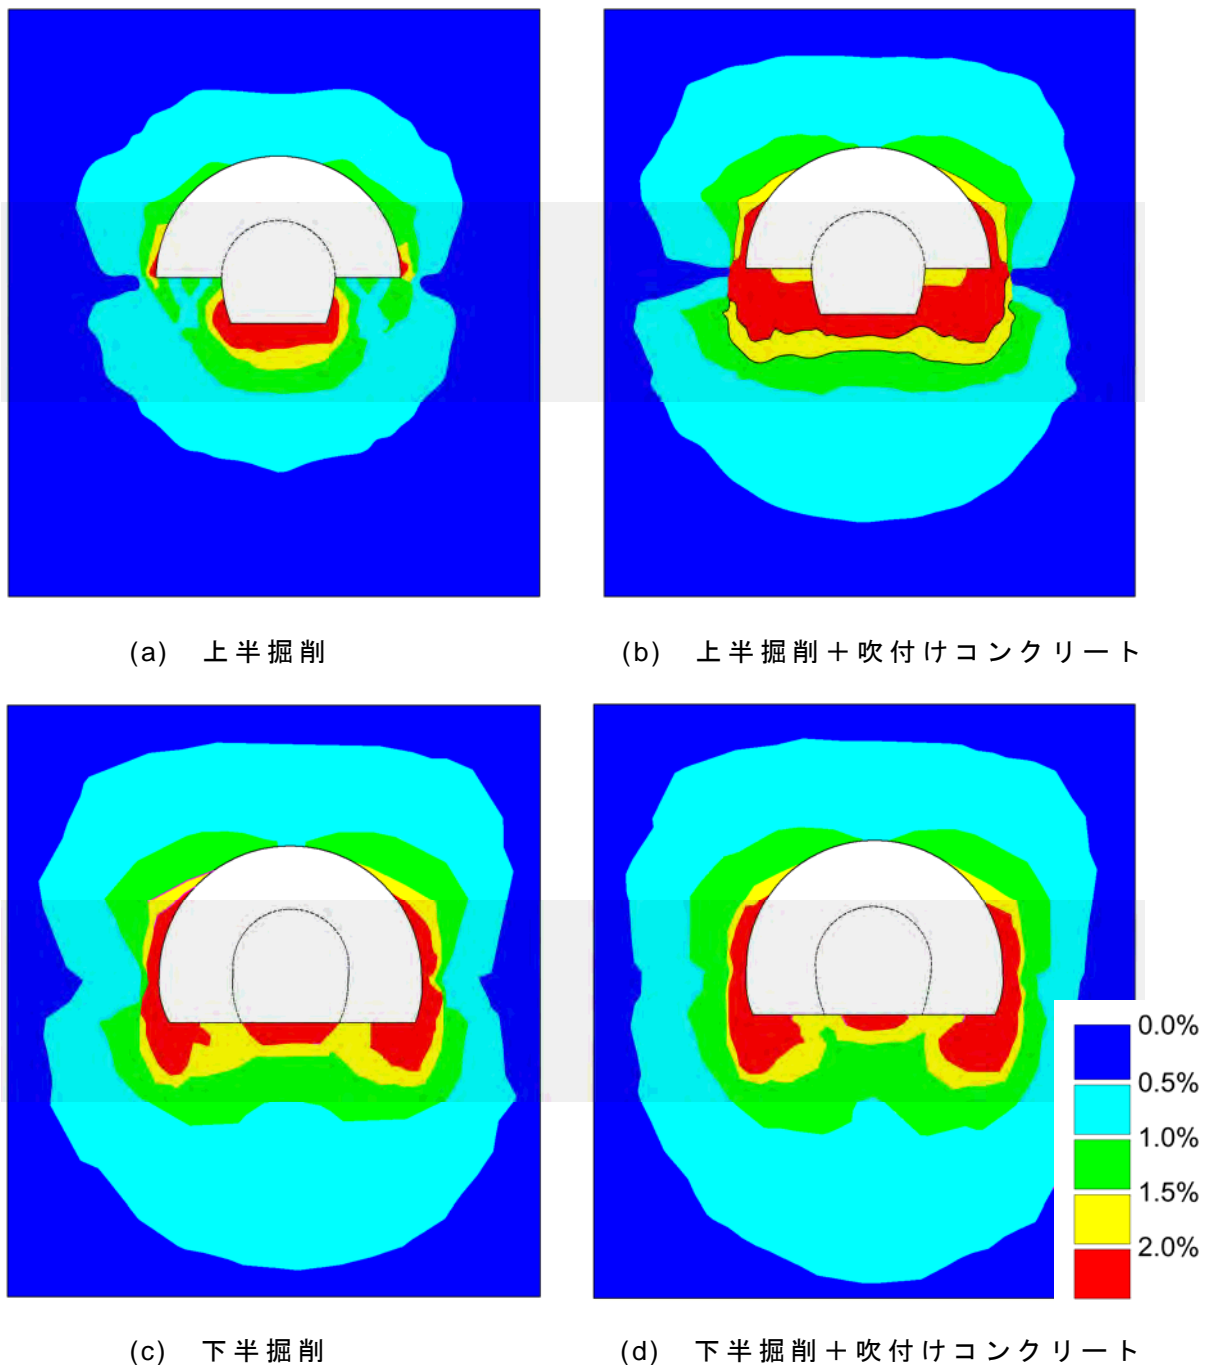 (a) 上半掘削
(b) 上半掘削＋吹付けコンクリート
0.0%
0.5%
1.0%
1.5%
2.0%
(c) 下半掘削
(d) 下半掘削＋吹付けコンクリート